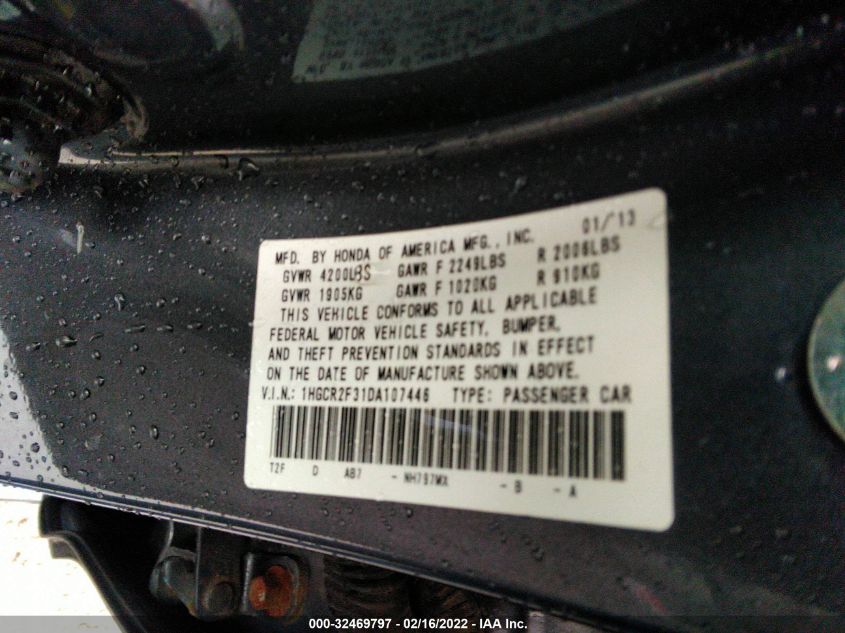 01/'13
MFD. BY HONDA OF AMERICA MFG., INC.
GVWR 4200LBS GAWR F 2249LBS R 2006LBS
GVWR 1905KG GAWR F 1020KG R 910KG
THIS VEHICLE CONFORMS TO ALL APPLICABLE
FEDERAL MOTOR VEHICLE SAFETY, BUMPER,
AND THEFT PREVENTION STANDARDS IN EFFECT
ON THE DATE OF MANUFACTURE SHOWN ABOVE.
V.I.N.: 1HGCR2F31DA107446 TYPE: PASSENGER CAR
T2F D AB7 - NH797MX - B - A
000-32469797 - 02/16/2022 - IAA Inc.